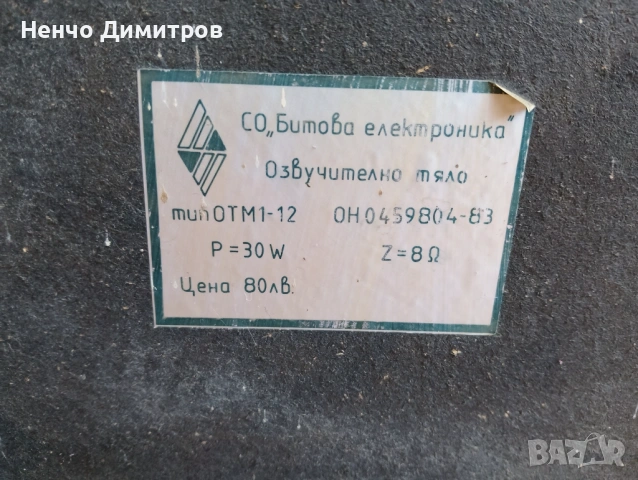 Ненчо Димитров
СО „Битова електроника"
Озвучително тяло
тип ОТМ1-12 ОН 0459804-83
P = 30 W Z = 8 Ω
Цена 80лв.
BAZAR